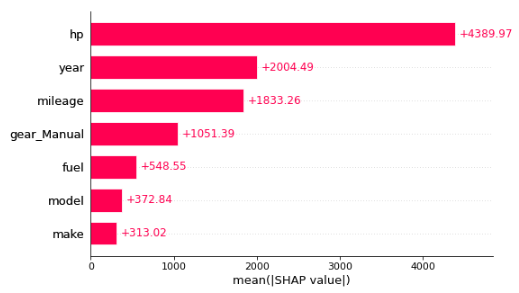 hp +4389.97
year +2004.49
mileage +1833.26
gear_Manual +1051.39
fuel +548.55
model +372.84
make +313.02
0 1000 2000 3000 4000
mean(|SHAP value|)